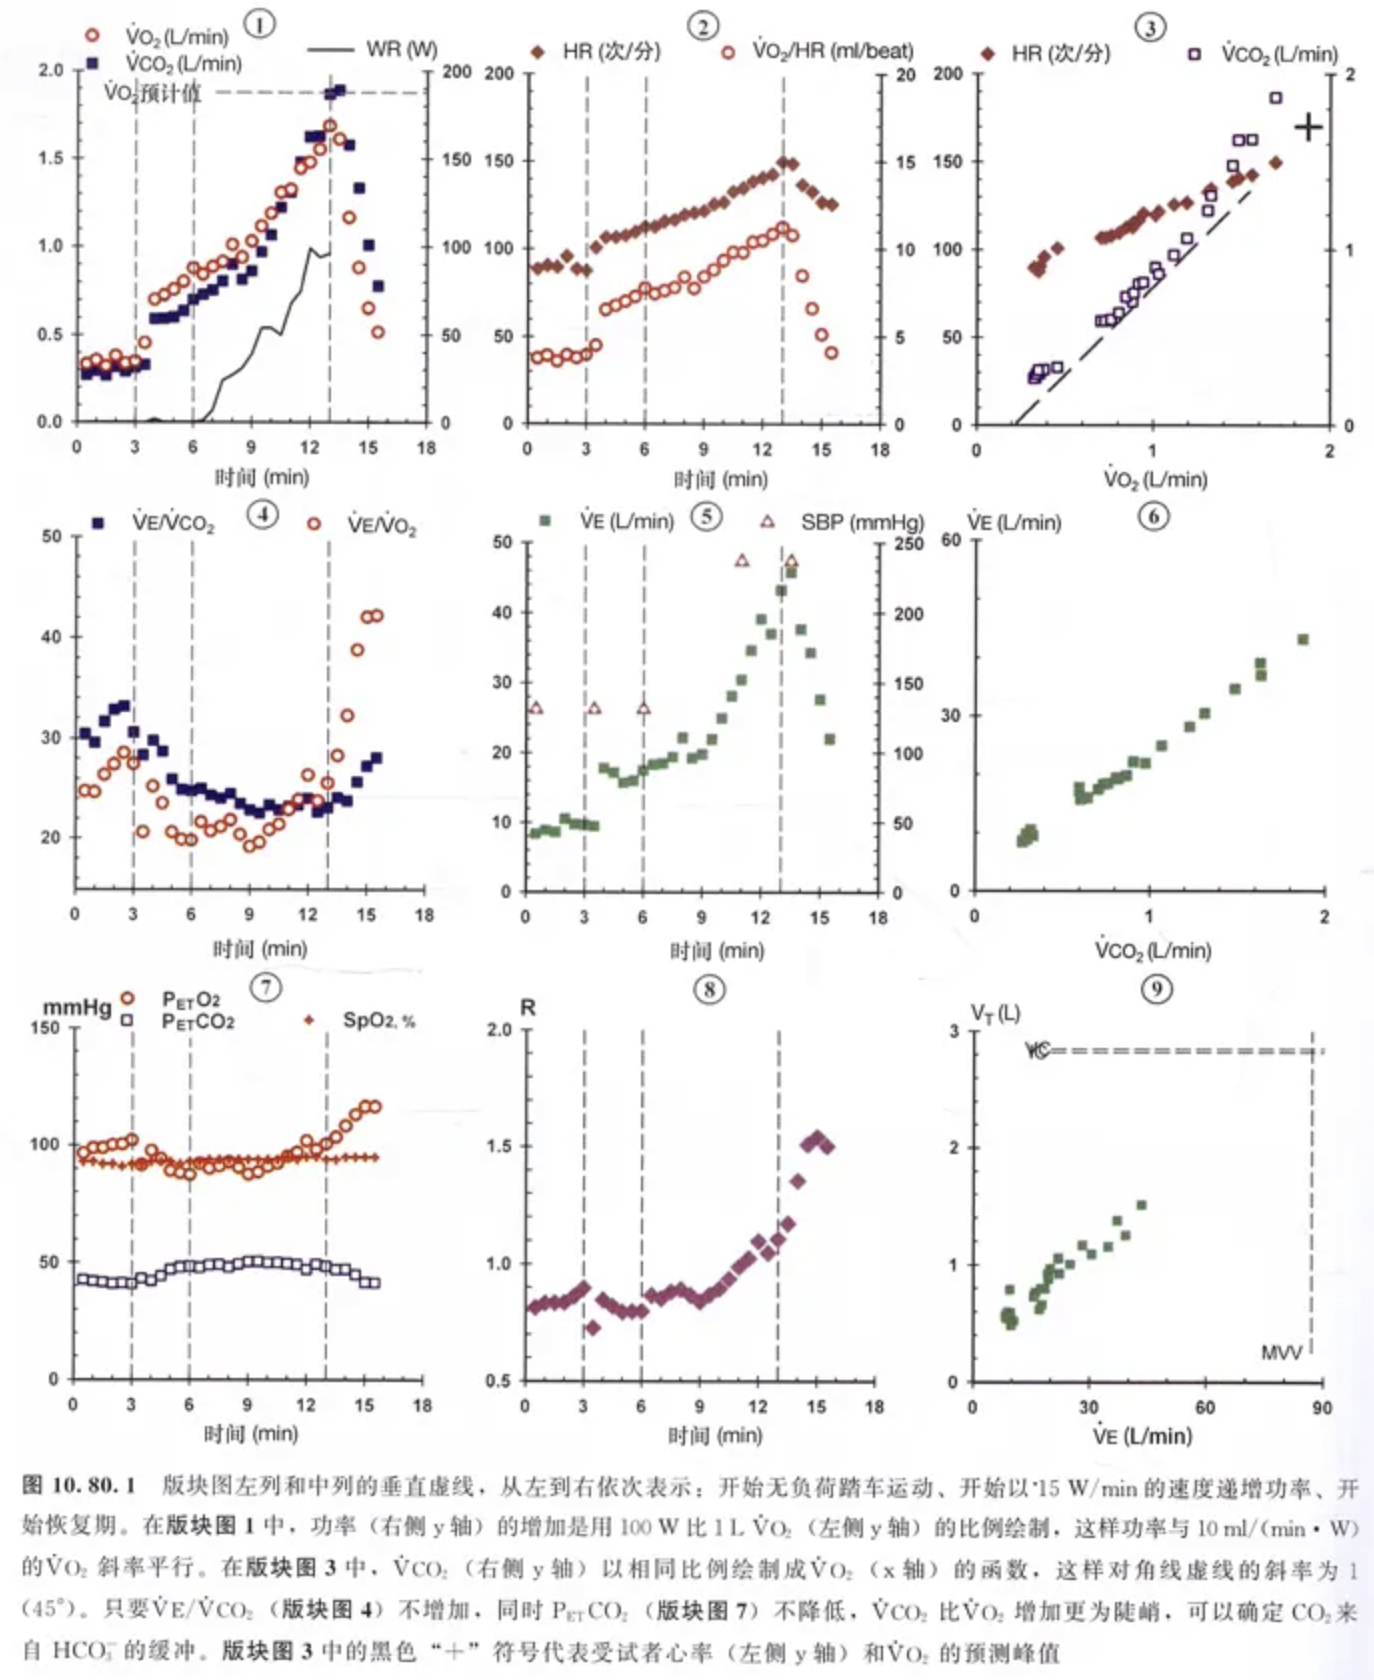 ①
V̇O₂ (L/min)
V̇CO₂ (L/min)
WR (W)
V̇O₂预计值
2.0
1.5
1.0
0.5
0.0
200
150
100
50
0
0 3 6 9 12 15 18
时间 (min)
②
HR (次/分)
V̇O₂/HR (ml/beat)
200
150
100
50
0
20
15
10
5
0
0 3 6 9 12 15 18
时间 (min)
③
HR (次/分)
V̇CO₂ (L/min)
200
150
100
50
0
2
1
0
0 1 2
V̇O₂ (L/min)
④
V̇E/V̇CO₂
V̇E/V̇O₂
50
40
30
20
0 3 6 9 12 15 18
时间 (min)
⑤
V̇E (L/min)
SBP (mmHg)
50
40
30
20
10
0
250
200
150
100
50
0
0 3 6 9 12 15 18
时间 (min)
⑥
V̇E (L/min)
60
30
0
0 1 2
V̇CO₂ (L/min)
⑦
mmHg
PETO₂
PETCO₂
SpO₂, %
150
100
50
0
0 3 6 9 12 15 18
时间 (min)
⑧
R
2.0
1.5
1.0
0.5
0 3 6 9 12 15 18
时间 (min)
⑨
VT (L)
VC
MVV
3
2
1
0
0 30 60 90
V̇E (L/min)
图 10.80.1 版块图左列和中列的垂直虚线，从左到右依次表示：开始无负荷踏车运动、开始以 15 W/min 的速度递增功率、开
始恢复期。在版块图 1 中，功率（右侧 y 轴）的增加是用 100 W 比 1 L V̇O₂（左侧 y 轴）的比例绘制，这样功率与 10 ml/(min·W)
的V̇O₂ 斜率平行。在版块图 3 中，V̇CO₂（右侧 y 轴）以相同比例绘制成V̇O₂（x 轴）的函数，这样对角线虚线的斜率为 1
(45°)。只要V̇E/V̇CO₂（版块图 4）不增加，同时 PETCO₂（版块图 7）不降低，V̇CO₂ 比V̇O₂ 增加更为陡峭，可以确定 CO₂来
自 HCO₃⁻ 的缓冲。版块图 3 中的黑色“＋”符号代表受试者心率（左侧 y 轴）和V̇O₂ 的预测峰值